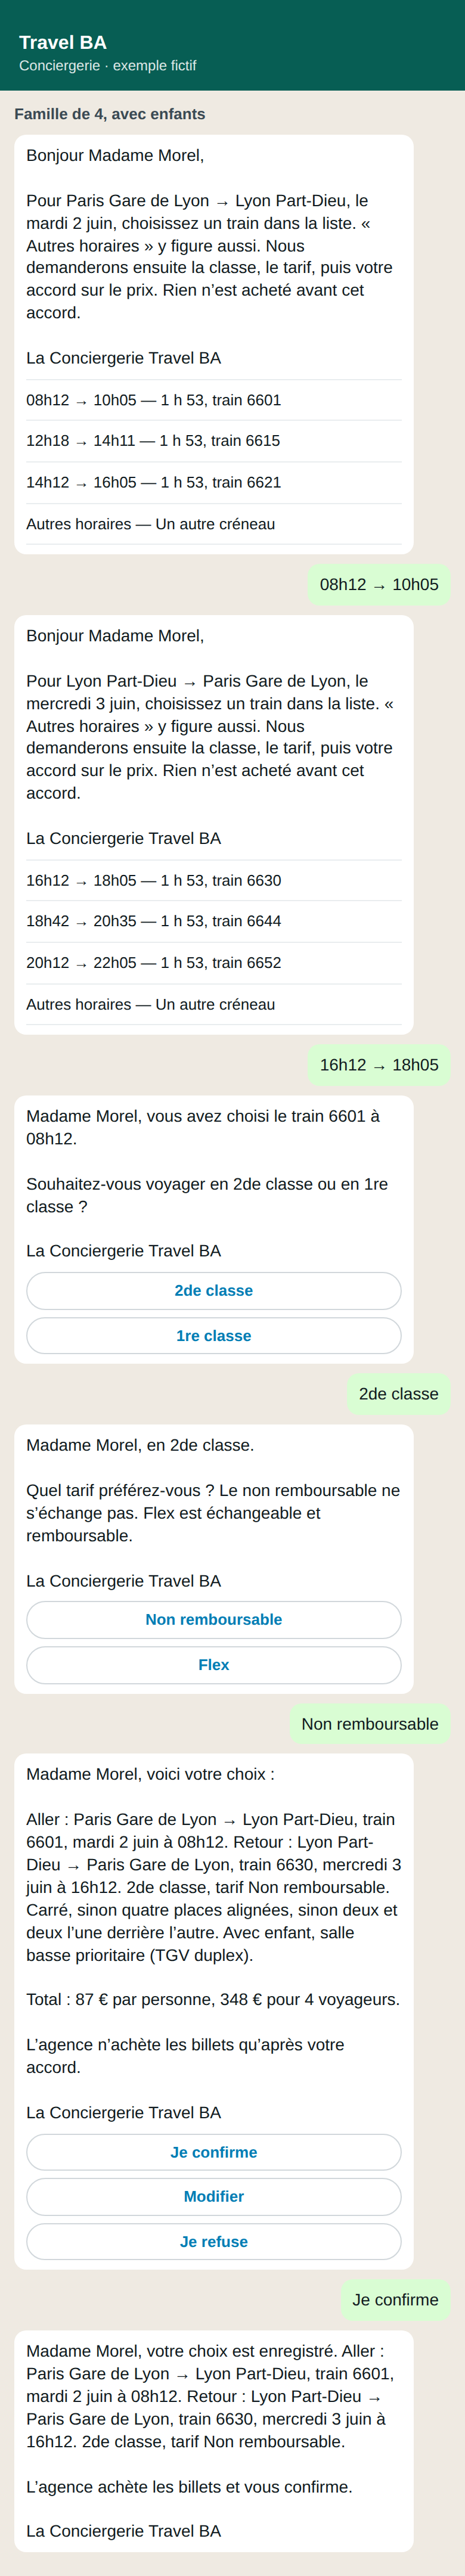 Travel BA
Conciergerie · exemple fictif
Famille de 4, avec enfants
Bonjour Madame Morel,
Pour Paris Gare de Lyon → Lyon Part-Dieu, le
mardi 2 juin, choisissez un train dans la liste. «
Autres horaires » y figure aussi. Nous
demanderons ensuite la classe, le tarif, puis votre
accord sur le prix. Rien n’est acheté avant cet
accord.
La Conciergerie Travel BA
08h12 → 10h05 — 1 h 53, train 6601
12h18 → 14h11 — 1 h 53, train 6615
14h12 → 16h05 — 1 h 53, train 6621
Autres horaires — Un autre créneau
08h12 → 10h05
Bonjour Madame Morel,
Pour Lyon Part-Dieu → Paris Gare de Lyon, le
mercredi 3 juin, choisissez un train dans la liste. «
Autres horaires » y figure aussi. Nous
demanderons ensuite la classe, le tarif, puis votre
accord sur le prix. Rien n’est acheté avant cet
accord.
La Conciergerie Travel BA
16h12 → 18h05 — 1 h 53, train 6630
18h42 → 20h35 — 1 h 53, train 6644
20h12 → 22h05 — 1 h 53, train 6652
Autres horaires — Un autre créneau
16h12 → 18h05
Madame Morel, vous avez choisi le train 6601 à
08h12.
Souhaitez-vous voyager en 2de classe ou en 1re
classe ?
La Conciergerie Travel BA
2de classe
1re classe
2de classe
Madame Morel, en 2de classe.
Quel tarif préférez-vous ? Le non remboursable ne
s’échange pas. Flex est échangeable et
remboursable.
La Conciergerie Travel BA
Non remboursable
Flex
Non remboursable
Madame Morel, voici votre choix :
Aller : Paris Gare de Lyon → Lyon Part-Dieu, train
6601, mardi 2 juin à 08h12. Retour : Lyon Part-
Dieu → Paris Gare de Lyon, train 6630, mercredi 3
juin à 16h12. 2de classe, tarif Non remboursable.
Carré, sinon quatre places alignées, sinon deux et
deux l’une derrière l’autre. Avec enfant, salle
basse prioritaire (TGV duplex).
Total : 87 € par personne, 348 € pour 4 voyageurs.
L’agence n’achète les billets qu’après votre
accord.
La Conciergerie Travel BA
Je confirme
Modifier
Je refuse
Je confirme
Madame Morel, votre choix est enregistré. Aller :
Paris Gare de Lyon → Lyon Part-Dieu, train 6601,
mardi 2 juin à 08h12. Retour : Lyon Part-Dieu →
Paris Gare de Lyon, train 6630, mercredi 3 juin à
16h12. 2de classe, tarif Non remboursable.
L’agence achète les billets et vous confirme.
La Conciergerie Travel BA